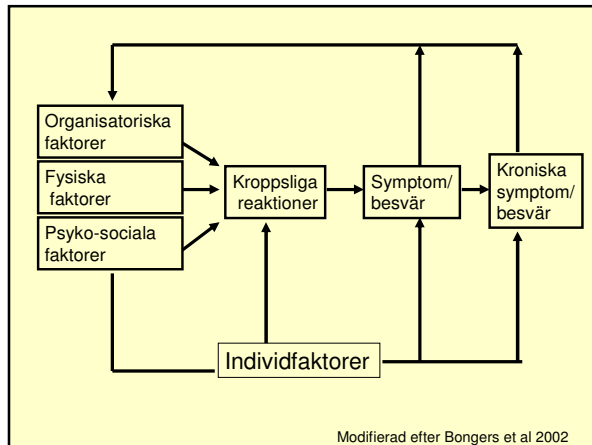 Organisatoriska
faktorer
Fysiska
faktorer
Psyko-sociala
faktorer
Kroppsliga
reaktioner
Symptom/
besvär
Kroniska
symptom/
besvär
Individfaktorer
Modifierad efter Bongers et al 2002